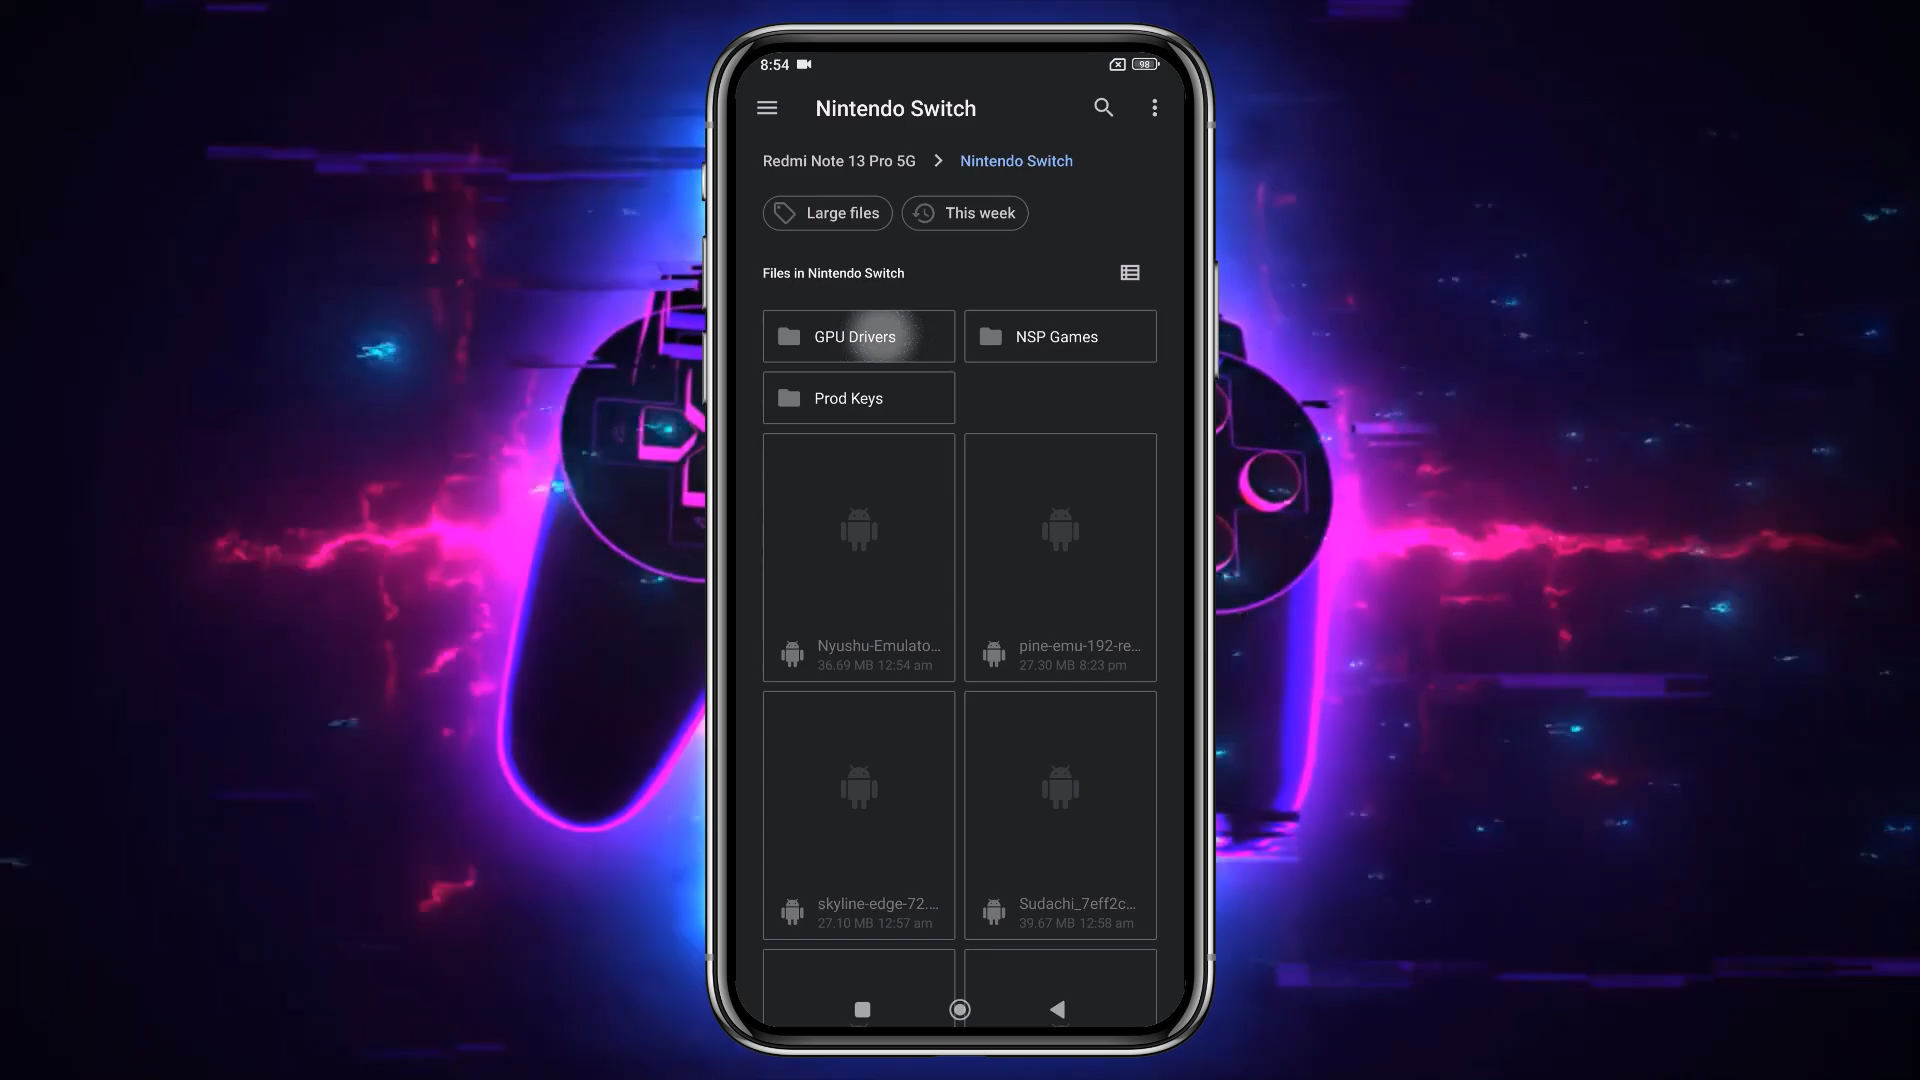 8:54
98
Nintendo Switch
Redmi Note 13 Pro 5G > Nintendo Switch
Large files
This week
Files in Nintendo Switch
GPU Drivers
NSP Games
Prod Keys
Nyushu-Emulato...
36.69 MB 12:54 am
pine-emu-192-re...
27.30 MB 8:23 pm
skyline-edge-72....
27.10 MB 12:57 am
Sudachi_7eff2c...
39.67 MB 12:58 am